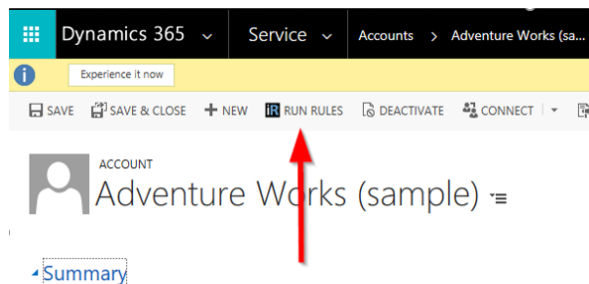 Dynamics 365 Service Accounts > Adventure Works (sa...
Experience it now
SAVE SAVE & CLOSE + NEW iR RUN RULES DEACTIVATE CONNECT
ACCOUNT
Adventure Works (sample)
Summary